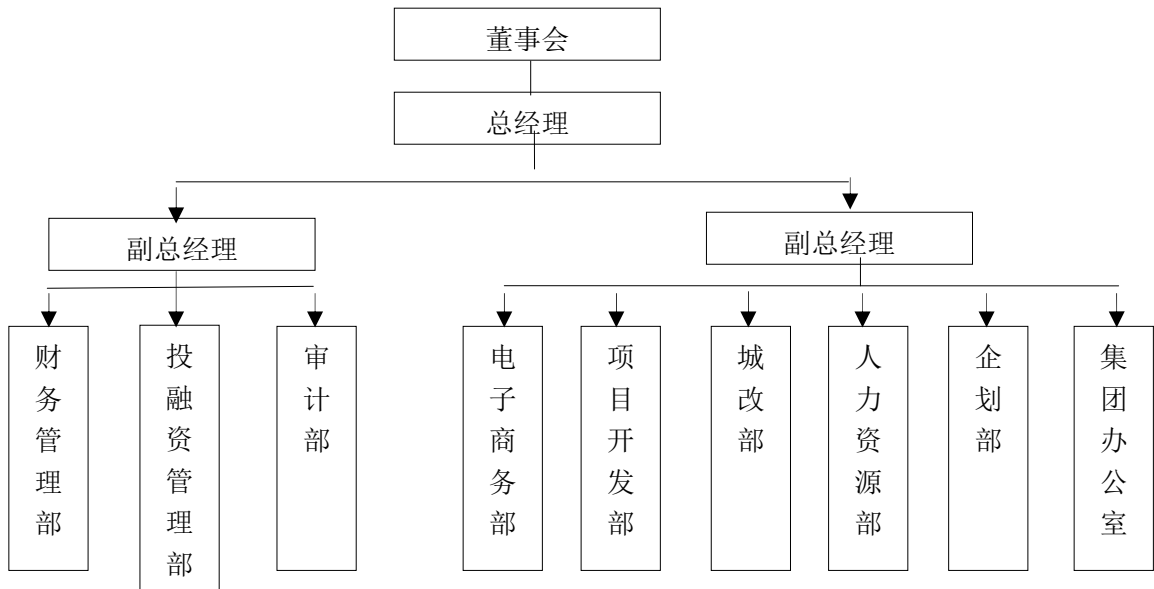 董事会
总经理
副总经理
副总经理
财务管理部
投融资管理部
审计部
电子商务部
项目开发部
城改部
人力资源部
企划部
集团办公室